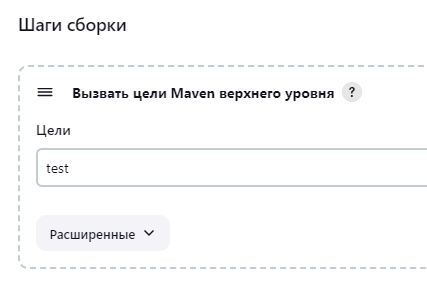 Шаги сборки
Вызвать цели Maven верхнего уровня ?
Цели
test
Расширенные